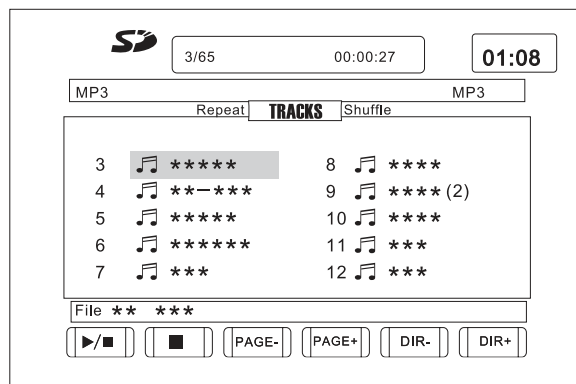 SD
3/65 00:00:27
01:08
MP3 MP3
Repeat TRACKS Shuffle
3 *****
4 **-***
5 *****
6 ******
7 ***
8 ****
9 ****(2)
10 ****
11 ***
12 ***
File ** ***
PAGE- PAGE+ DIR- DIR+